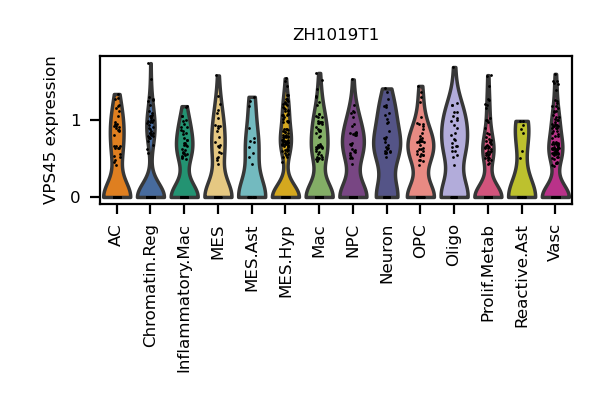 ZH1019T1
VPS45 expression
1
0
AC
Chromatin.Reg
Inflammatory.Mac
MES
MES.Ast
MES.Hyp
Mac
NPC
Neuron
OPC
Oligo
Prolif.Metab
Reactive.Ast
Vasc